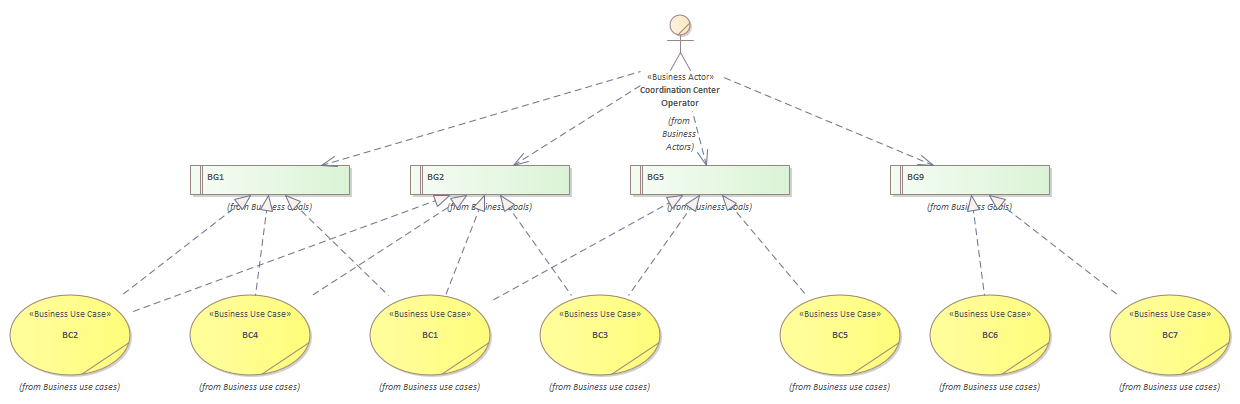 «Business Actor»
Coordination Center
Operator
(from
Business
Actors)
BG1
BG2
BG5
BG9
(from Business Goals)
(from Business Goals)
(from Business Goals)
(from Business Goals)
«Business Use Case»
«Business Use Case»
«Business Use Case»
«Business Use Case»
«Business Use Case»
«Business Use Case»
«Business Use Case»
BC2
BC4
BC1
BC3
BC5
BC6
BC7
(from Business use cases)
(from Business use cases)
(from Business use cases)
(from Business use cases)
(from Business use cases)
(from Business use cases)
(from Business use cases)